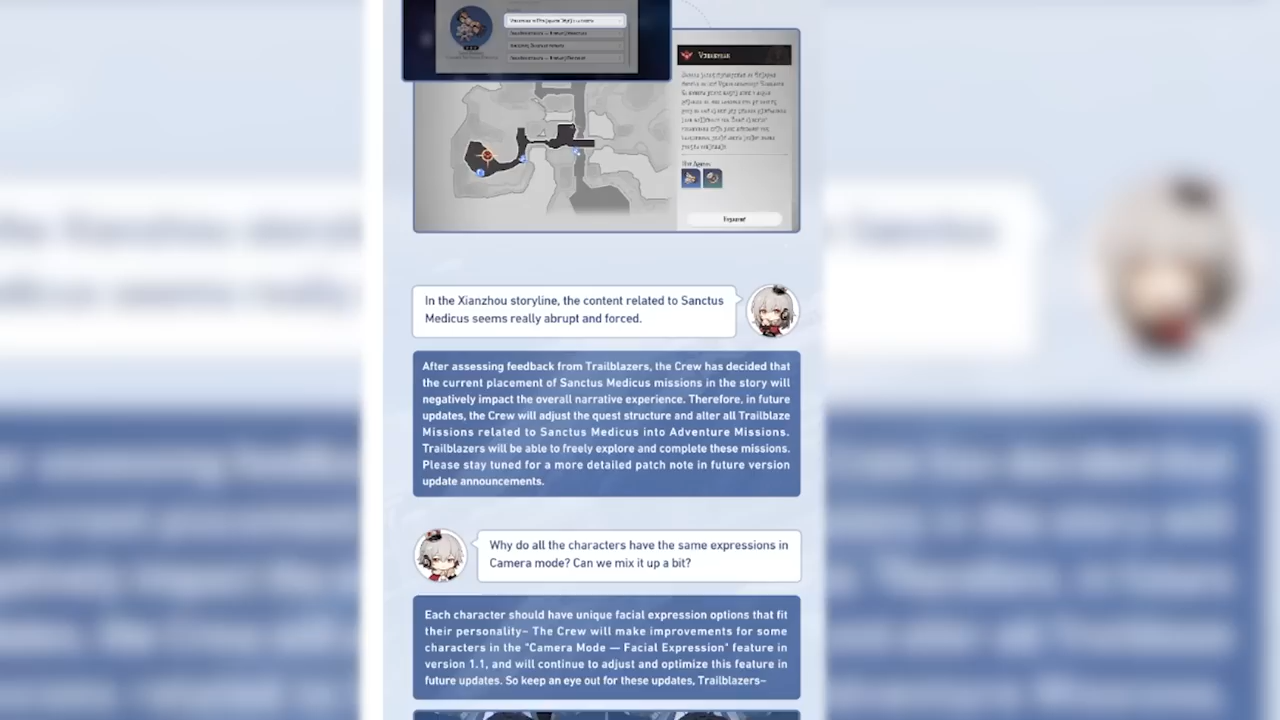 In the Xianzhou storyline, the content related to Sanctus
Medicus seems really abrupt and forced.
After assessing feedback from Trailblazers, the Crew has decided that
the current placement of Sanctus Medicus missions in the story will
negatively impact the overall narrative experience. Therefore, in future
updates, the Crew will adjust the quest structure and alter all Trailblaze
Missions related to Sanctus Medicus into Adventure Missions.
Trailblazers will be able to freely explore and complete these missions.
Please stay tuned for a more detailed patch note in future version
update announcements.
Why do all the characters have the same expressions in
Camera mode? Can we mix it up a bit?
Each character should have unique facial expression options that fit
their personality~ The Crew will make improvements for some
characters in the "Camera Mode — Facial Expression" feature in
version 1.1, and will continue to adjust and optimize this feature in
future updates. So keep an eye out for these updates, Trailblazers~